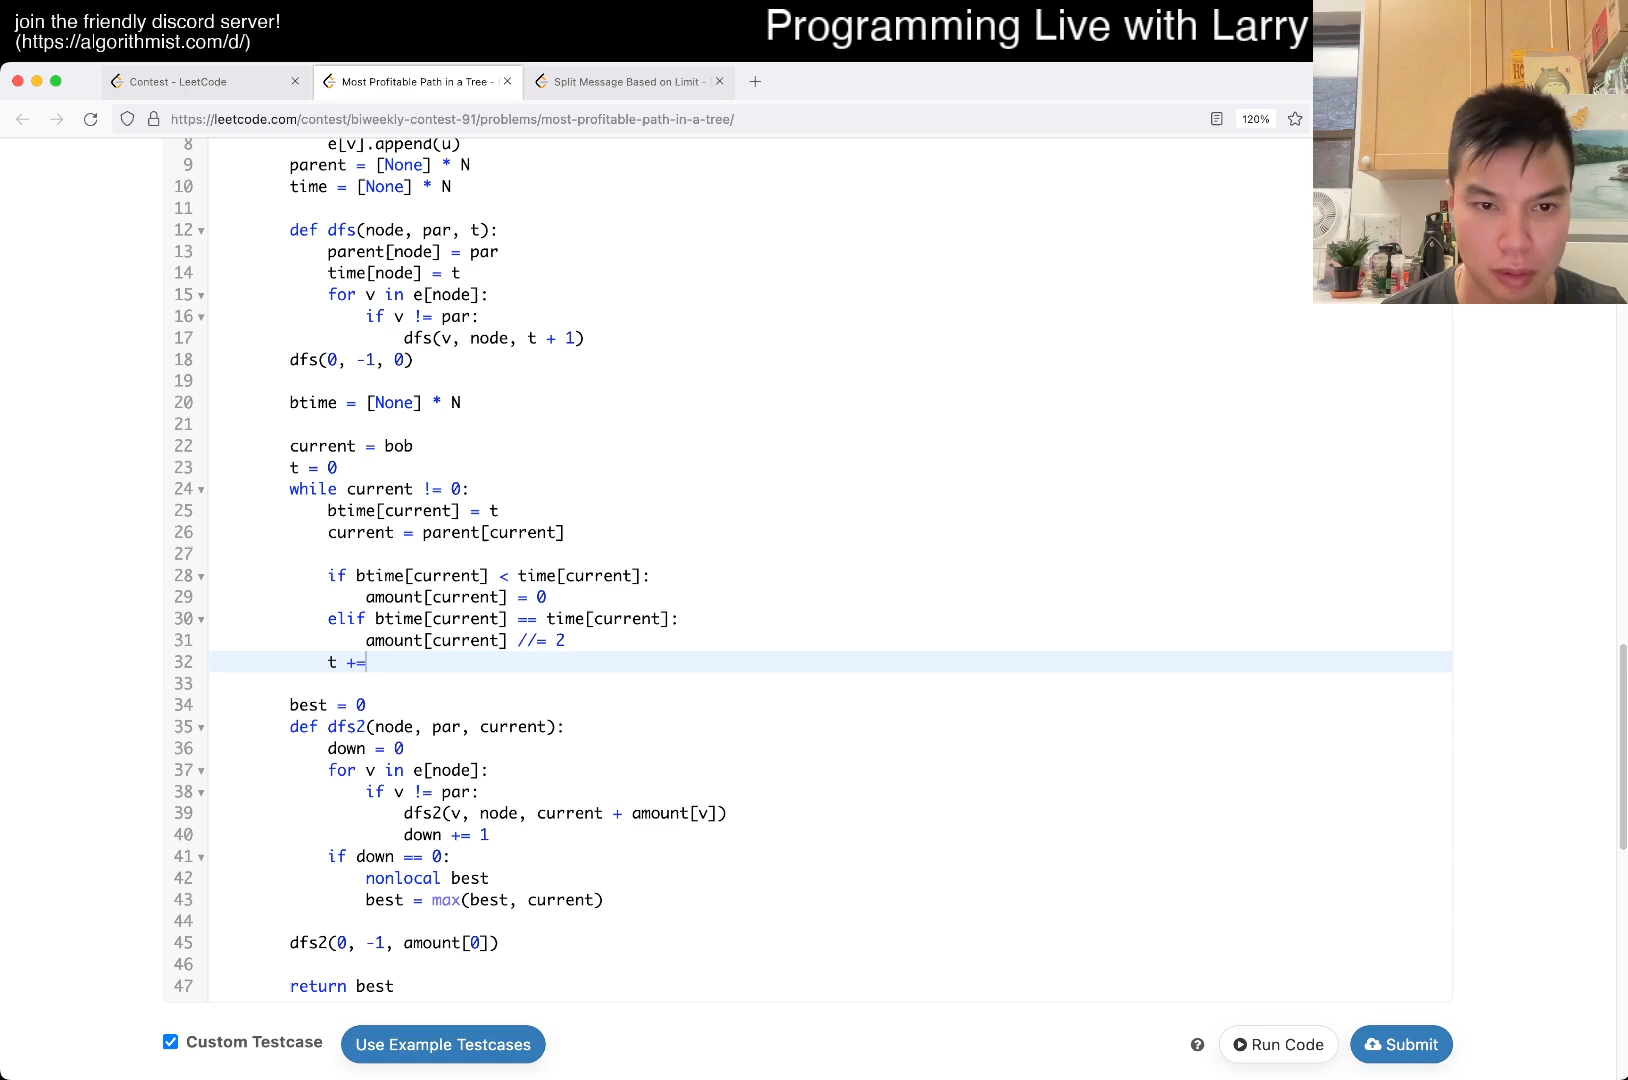 join the friendly discord server!
(https://algorithmist.com/d/)
Programming Live with Larry
Contest - LeetCode
Most Profitable Path in a Tree -
Split Message Based on Limit -
https://leetcode.com/contest/biweekly-contest-91/problems/most-profitable-path-in-a-tree/
120%
8 e[v].append(u)
9 parent = [None] * N
10 time = [None] * N
11
12 def dfs(node, par, t):
13 parent[node] = par
14 time[node] = t
15 for v in e[node]:
16 if v != par:
17 dfs(v, node, t + 1)
18 dfs(0, -1, 0)
19
20 btime = [None] * N
21
22 current = bob
23 t = 0
24 while current != 0:
25 btime[current] = t
26 current = parent[current]
27
28 if btime[current] < time[current]:
29 amount[current] = 0
30 elif btime[current] == time[current]:
31 amount[current] //= 2
32 t +=
33
34 best = 0
35 def dfs2(node, par, current):
36 down = 0
37 for v in e[node]:
38 if v != par:
39 dfs2(v, node, current + amount[v])
40 down += 1
41 if down == 0:
42 nonlocal best
43 best = max(best, current)
44
45 dfs2(0, -1, amount[0])
46
47 return best
Custom Testcase
Use Example Testcases
Run Code
Submit